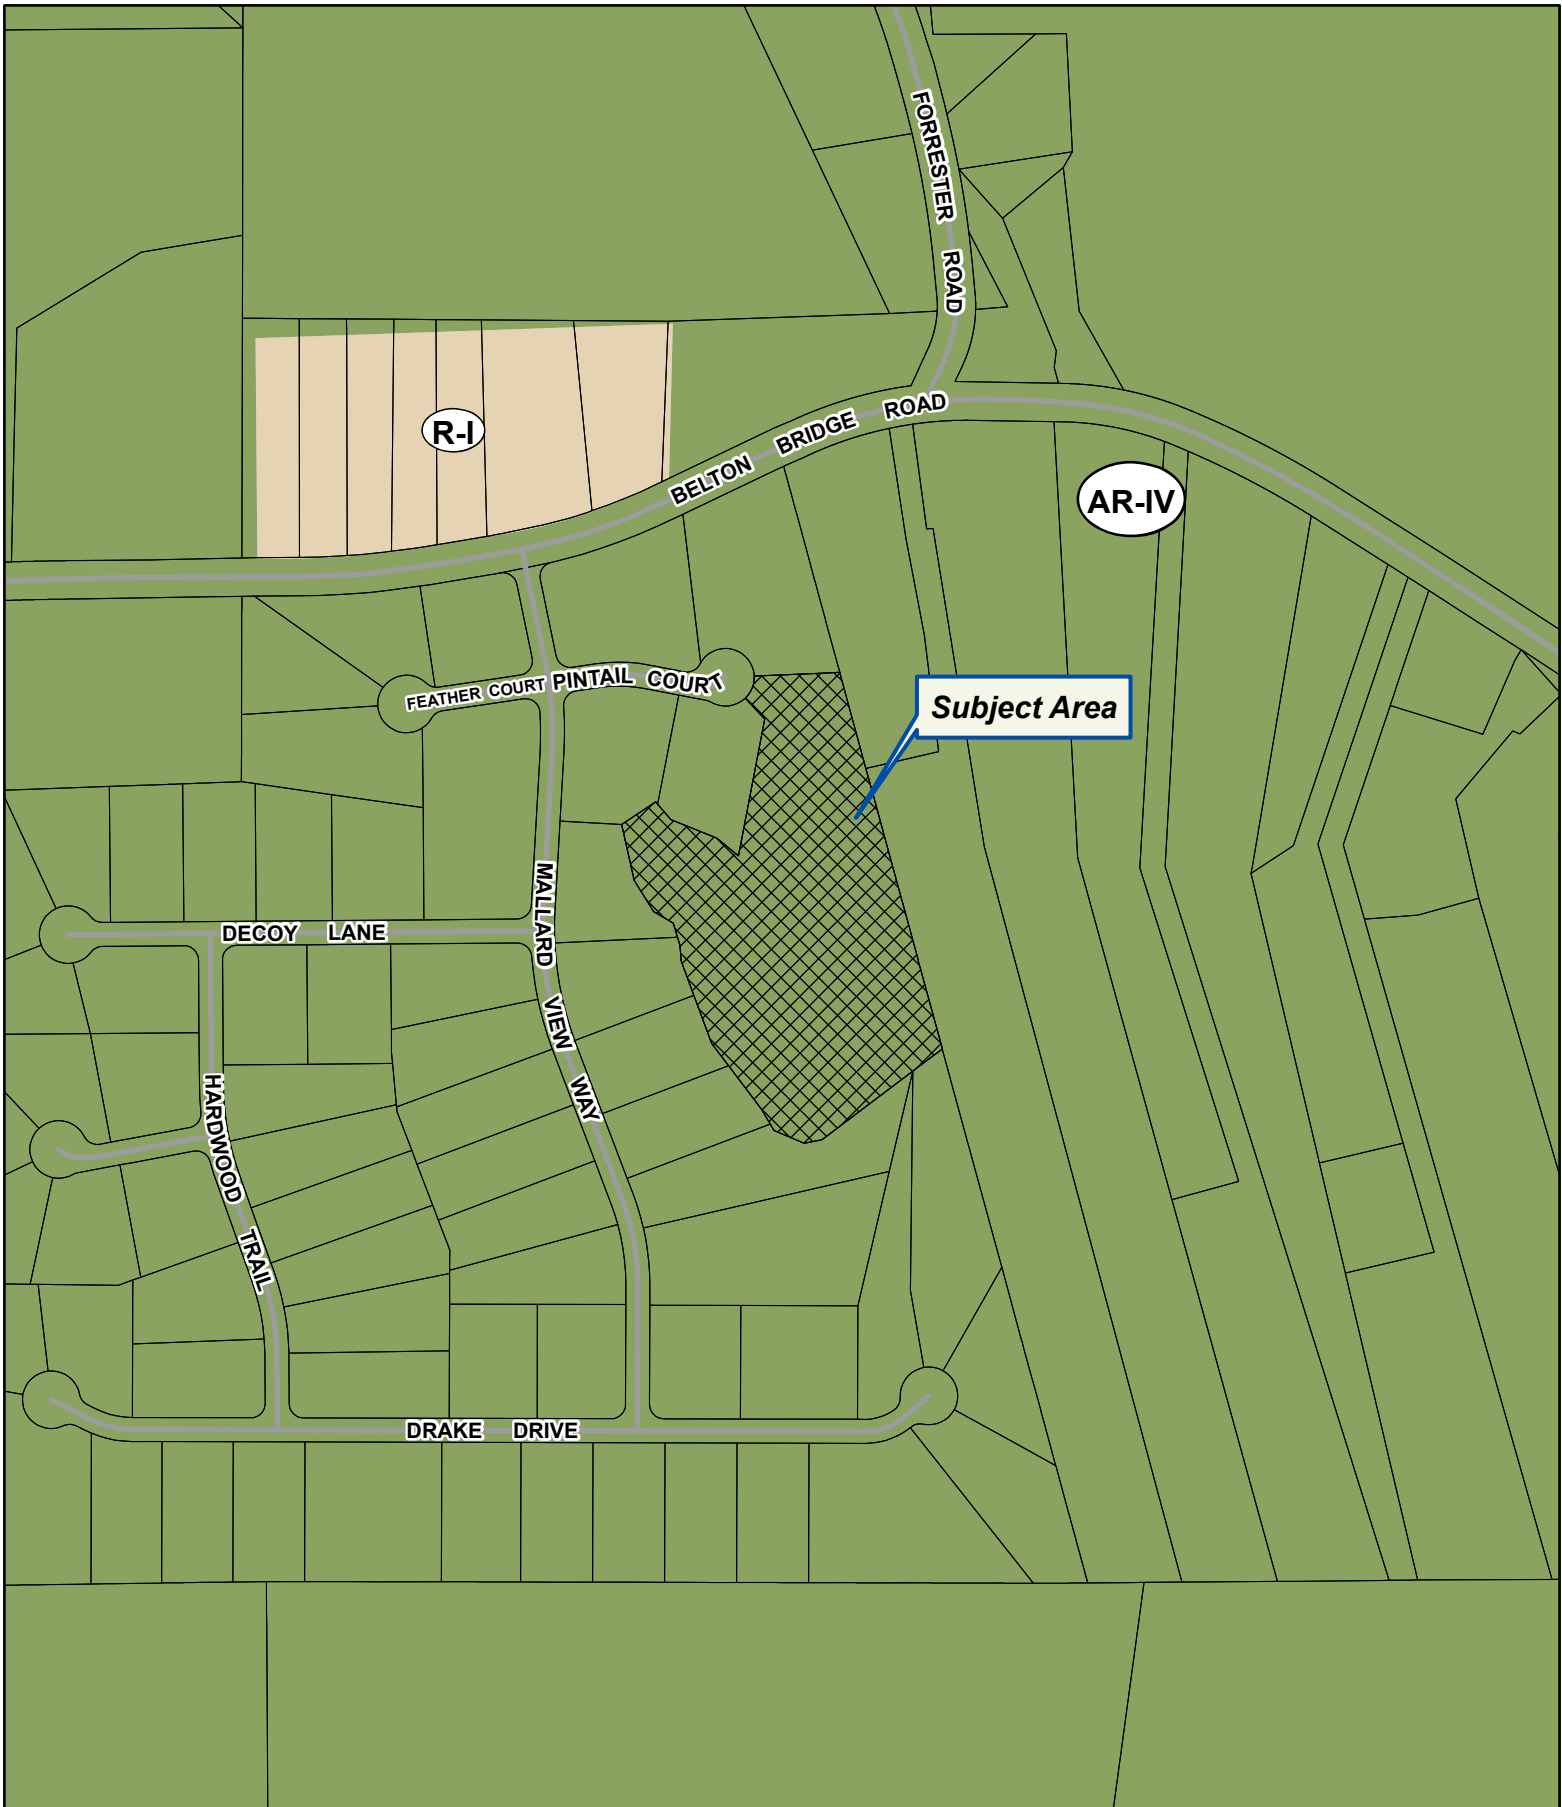 FORRESTER ROAD
R-I
BELTON BRIDGE ROAD
AR-IV
FEATHER COURT
PINTAIL COURT
Subject Area
MALLARD VIEW WAY
DECOY LANE
HARDWOOD TRAIL
DRAKE DRIVE